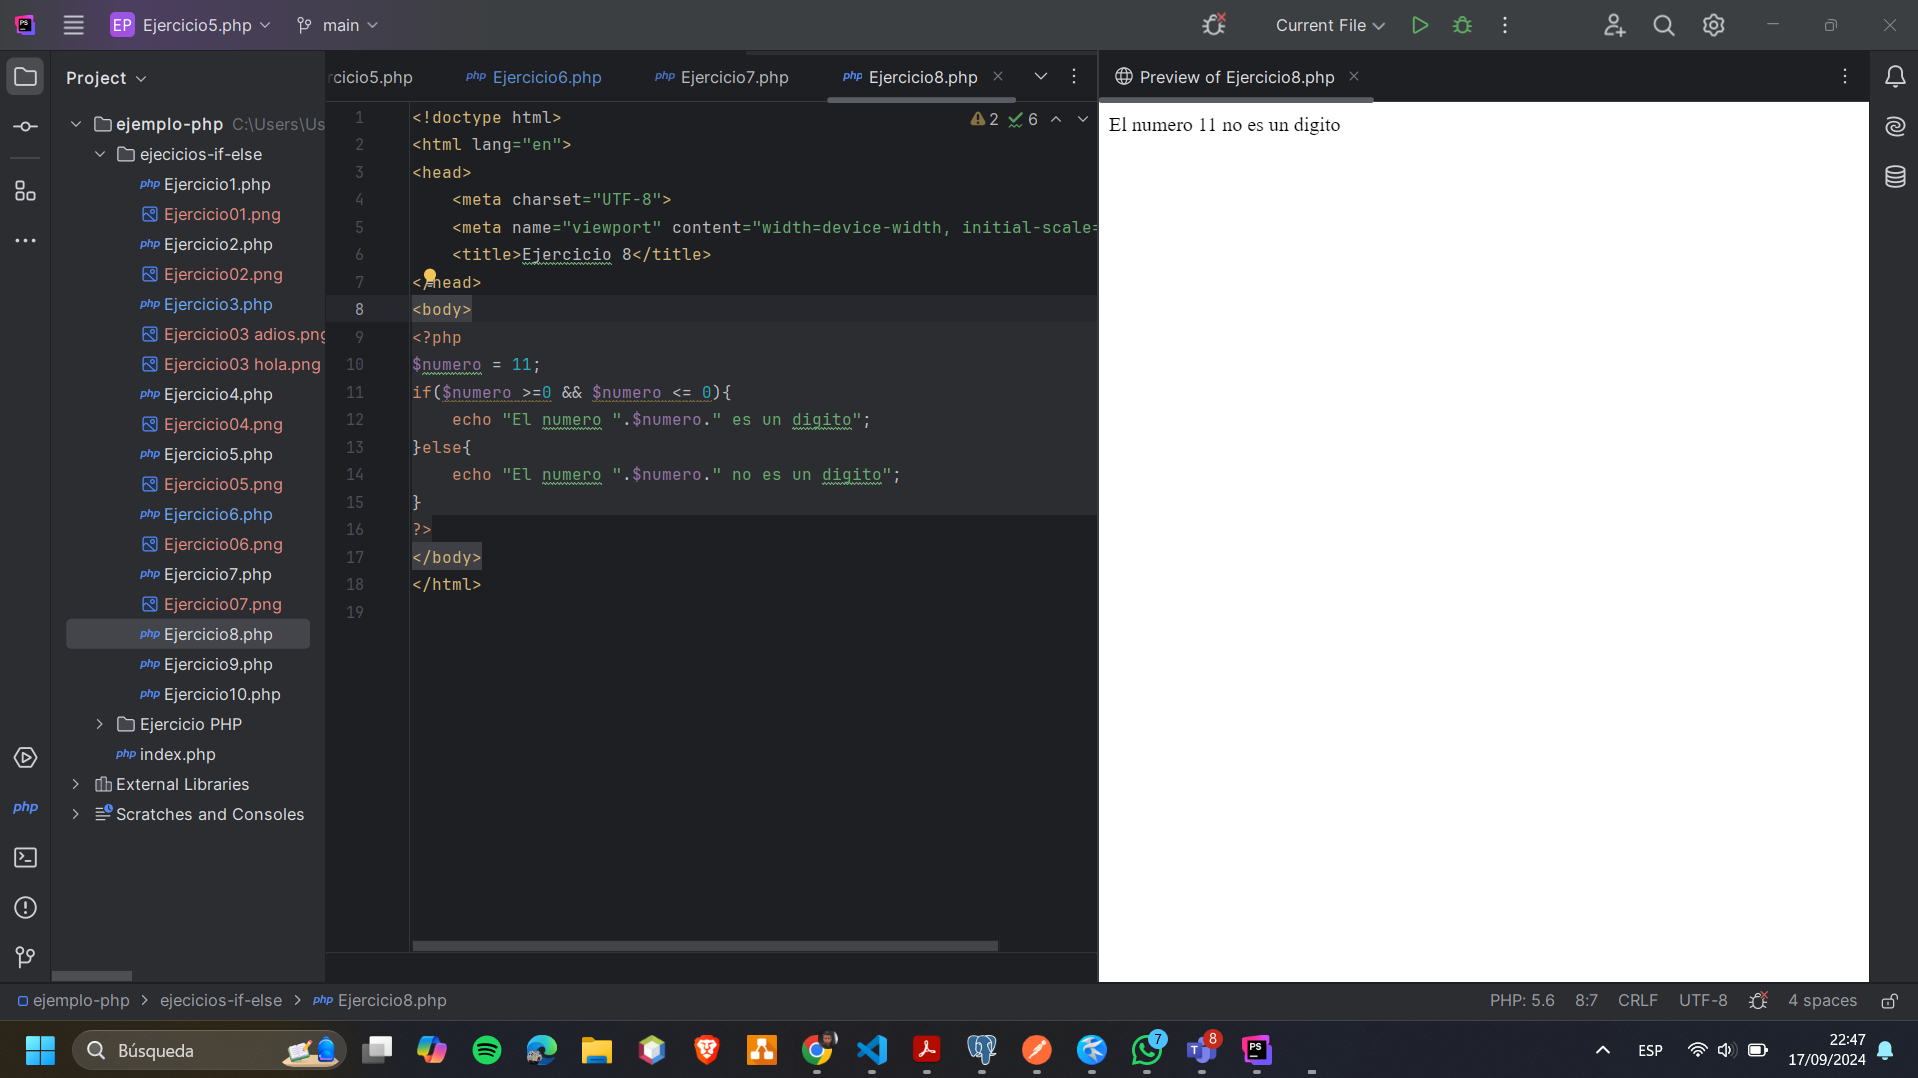 EP Ejercicio5.php main Current File
Project
ejemplo-php C:\Users\Us
ejecicios-if-else
php Ejercicio1.php
Ejercicio01.png
php Ejercicio2.php
Ejercicio02.png
php Ejercicio3.php
Ejercicio03 adios.png
Ejercicio03 hola.png
php Ejercicio4.php
Ejercicio04.png
php Ejercicio5.php
Ejercicio05.png
php Ejercicio6.php
Ejercicio06.png
php Ejercicio7.php
Ejercicio07.png
php Ejercicio8.php
php Ejercicio9.php
php Ejercicio10.php
Ejercicio PHP
php index.php
External Libraries
Scratches and Consoles
php
rcicio5.php php Ejercicio6.php php Ejercicio7.php php Ejercicio8.php
2 6
1 <!doctype html>
2 <html lang="en">
3 <head>
4 <meta charset="UTF-8">
5 <meta name="viewport" content="width=device-width, initial-scale=
6 <title>Ejercicio 8</title>
7 </head>
8 <body>
9 <?php
10 $numero = 11;
11 if($numero >=0 && $numero <= 0){
12 echo "El numero ".$numero." es un digito";
13 }else{
14 echo "El numero ".$numero." no es un digito";
15 }
16 ?>
17 </body>
18 </html>
19
Preview of Ejercicio8.php
El numero 11 no es un digito
ejemplo-php > ejecicios-if-else > php Ejercicio8.php
PHP: 5.6 8:7 CRLF UTF-8 4 spaces
Búsqueda
7
8
PS
ESP
22:47
17/09/2024